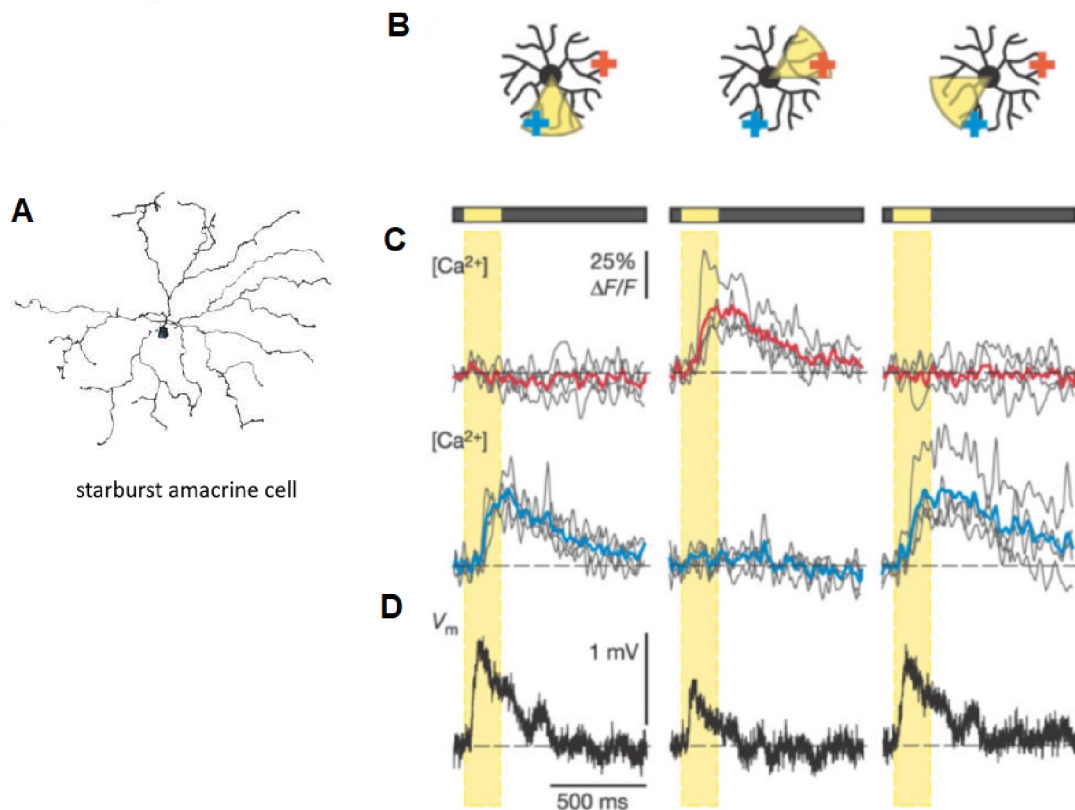 B
A
C
[Ca²⁺]
25%
ΔF/F
[Ca²⁺]
starburst amacrine cell
D
Vₘ
1 mV
500 ms